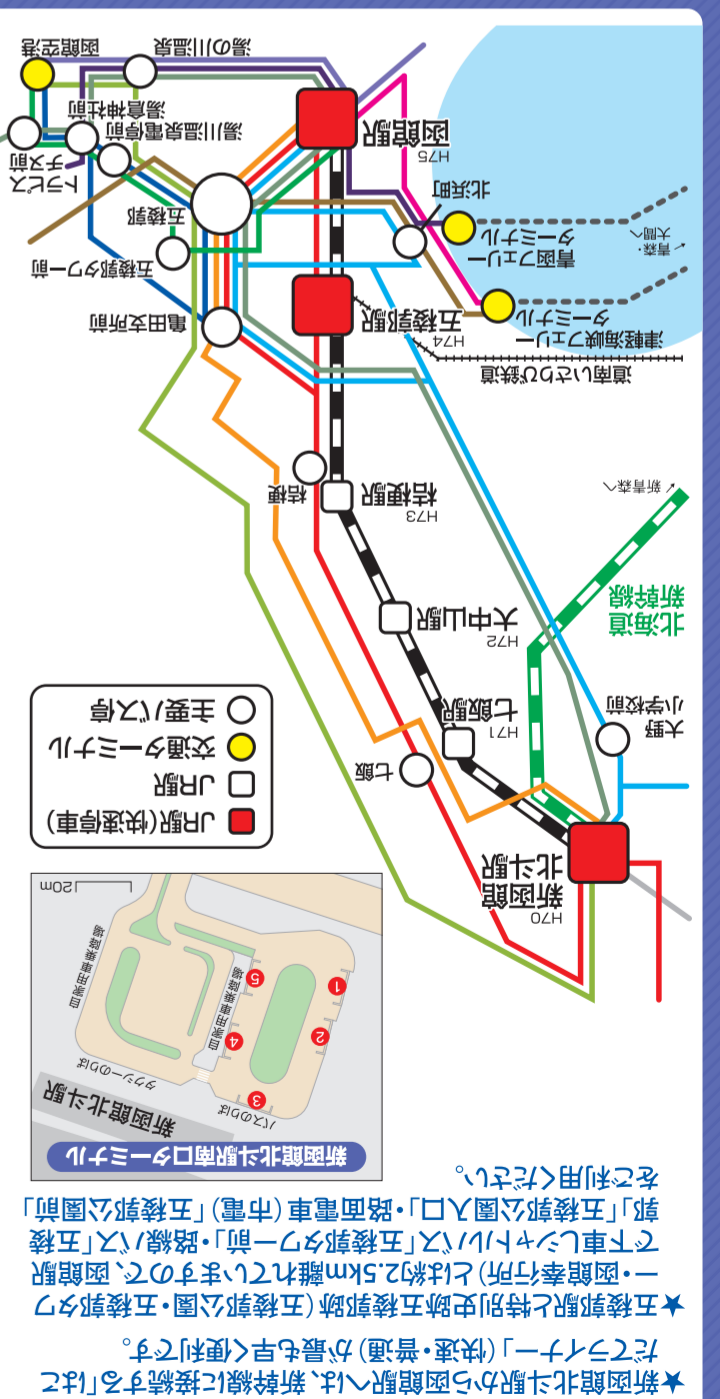 ★新函館北斗駅から函館駅へは、新幹線に接続する「はこ
だてライナー」(快速・普通)が最も早く便利です。
★五稜郭駅と特別史跡五稜郭跡(五稜郭公園・五稜郭タワ
ー・函館奉行所)とは約2.5km離れていますので、函館駅
で下車しシャトルバス「五稜郭タワー前」・路線バス「五稜
郭」「五稜郭公園入口」・路面電車(市電)「五稜郭公園前」
をご利用ください。
新函館北斗駅南口ターミナル
新函館北斗駅
バスのりば
タクシーのりば
3
2
4
1
5
自家用車乗降場
自家用車乗降場
20m
H70
新函館
北斗駅
JR駅(快速停車)
JR駅
交通ターミナル
主要バス停
七飯
H71
七飯駅
大野
小学校前
H72
大中山駅
北海道
新幹線
H73
桔梗駅
桔梗
↙新青森へ
道南いさりび鉄道
H74
五稜郭駅
津軽海峡フェリー
ターミナル
亀田支所前
青函フェリー
ターミナル
↙青森・
大間へ
五稜郭タワー前
五稜郭
北浜町
H75
函館駅
トラピス
チヌ前
湯川温泉電停前
湯倉神社前
湯の川温泉
函館空港